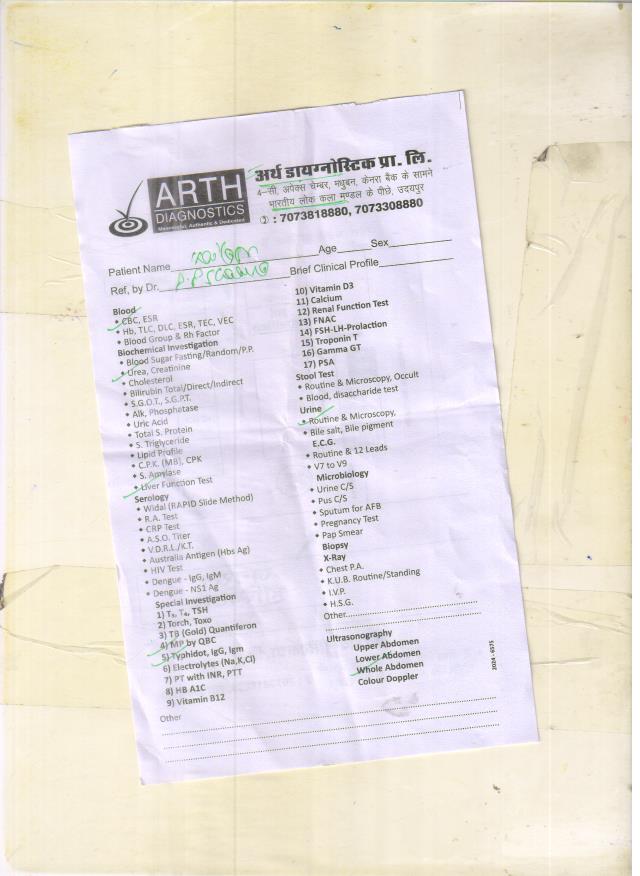 ARTH
DIAGNOSTICS
Meaningful, Authentic & Dedicated
अर्थ डायग्नोस्टिक प्रा. लि.
4-सी, अपेक्स चेम्बर, मधुबन, केनरा बैंक के सामने
भारतीय लोक कला मण्डल के पीछे, उदयपुर
: 7073818880, 7073308880
Patient Name Age Sex
Ref, by Dr. Brief Clinical Profile
Blood
• CBC, ESR
• Hb, TLC, DLC, ESR, TEC, VEC
• Blood Group & Rh Factor
Biochemical Investigation
• Blood Sugar Fasting/Random/P.P.
• Urea, Creatinine
• Cholesterol
• Bilirubin Total/Direct/Indirect
• S.G.O.T., S.G.P.T.
• Alk, Phosphatase
• Uric Acid
• Total S. Protein
• S. Triglyceride
• Lipid Profile
• C.P.K. (MB), CPK
• S. Amylase
• Liver Function Test
Serology
• Widal (RAPID Slide Method)
• R.A. Test
• CRP Test
• A.S.O. Titer
• V.D.R.L./K.T.
• Australia Antigen (Hbs Ag)
• HIV Test
• Dengue - IgG, IgM
• Dengue - NS1 Ag
Special Investigation
1) T₃, T₄, TSH
2) Torch, Toxo
3) TB (Gold) Quantiferon
4) MP by QBC
5) Typhidot, IgG, Igm
6) Electrolytes (Na,K,Cl)
7) PT with INR, PTT
8) HB A1C
9) Vitamin B12
10) Vitamin D3
11) Calcium
12) Renal Function Test
13) FNAC
14) FSH-LH-Prolaction
15) Troponin T
16) Gamma GT
17) PSA
Stool Test
• Routine & Microscopy, Occult
• Blood, disaccharide test
Urine
• Routine & Microscopy,
• Bile salt, Bile pigment
E.C.G.
• Routine & 12 Leads
• V7 to V9
Microbiology
• Urine C/S
• Pus C/S
• Sputum for AFB
• Pregnancy Test
• Pap Smear
Biopsy
X-Ray
• Chest P.A.
• K.U.B. Routine/Standing
• I.V.P.
• H.S.G.
Other
Ultrasonography
Upper Abdomen
Lower Abdomen
Whole Abdomen
Colour Doppler
Other